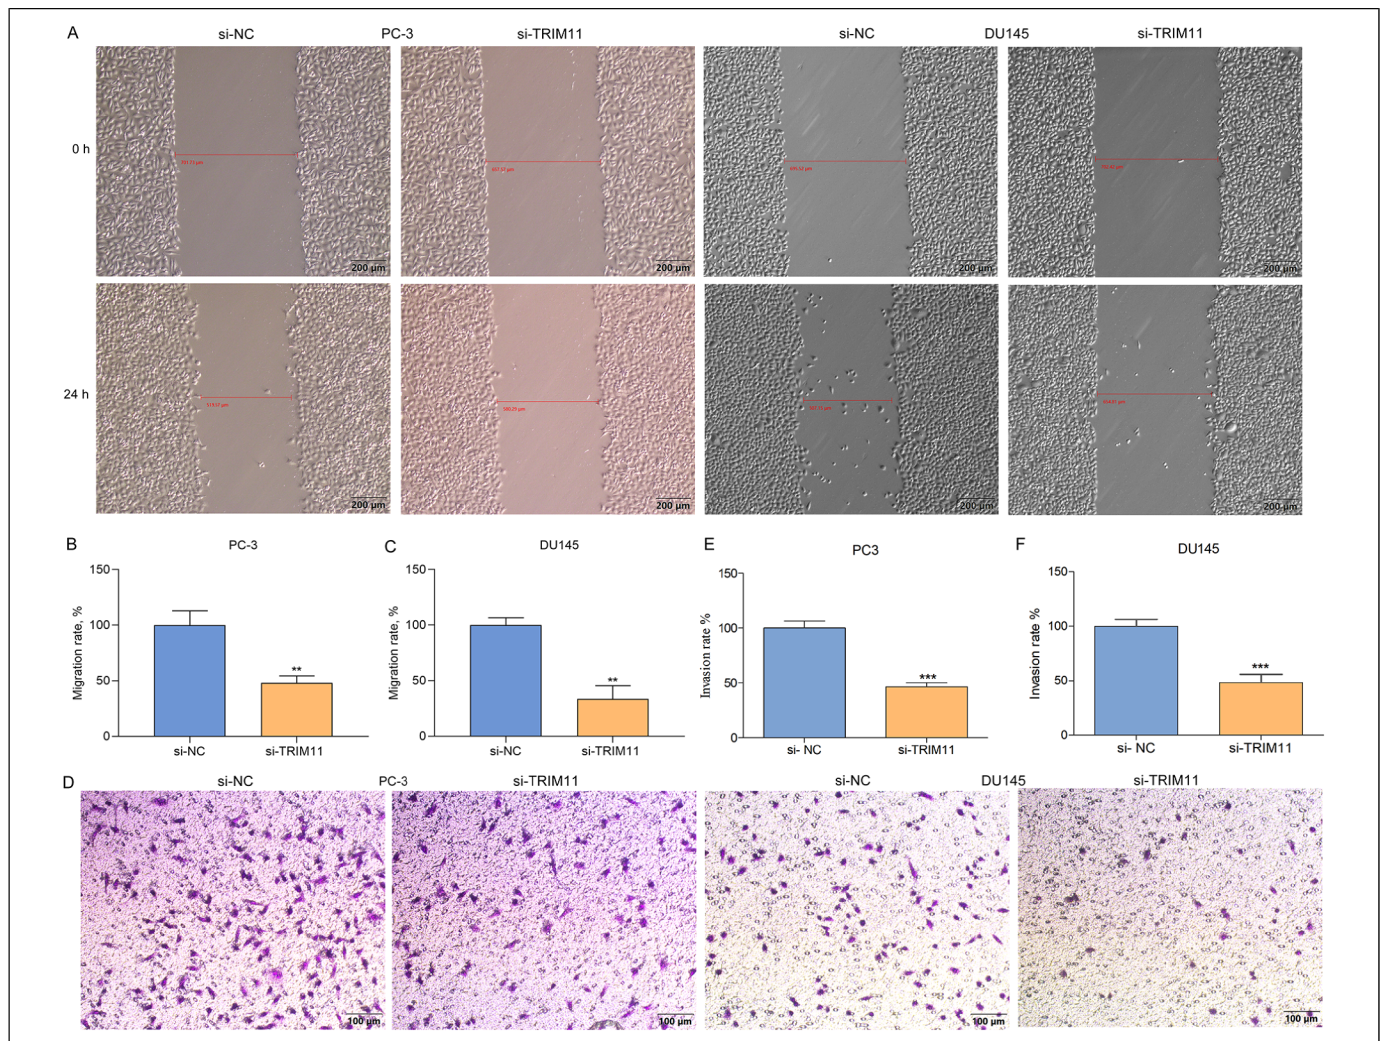 A
si-NC PC-3 si-TRIM11 si-NC DU145 si-TRIM11
0 h
200 µm 200 µm 200 µm 200 µm
24 h
200 µm 200 µm 200 µm 200 µm
B
PC-3
Migration rate, %
150
100
50
0
**
si-NC si-TRIM11
C
DU145
Migration rate, %
150
100
50
0
**
si-NC si-TRIM11
E
PC3
Invasion rate %
150
100
50
0
***
si- NC si-TRIM11
F
DU145
Invasion rate %
150
100
50
0
***
si- NC si-TRIM11
D
si-NC PC-3 si-TRIM11 si-NC DU145 si-TRIM11
100 µm 100 µm 100 µm 100 µm